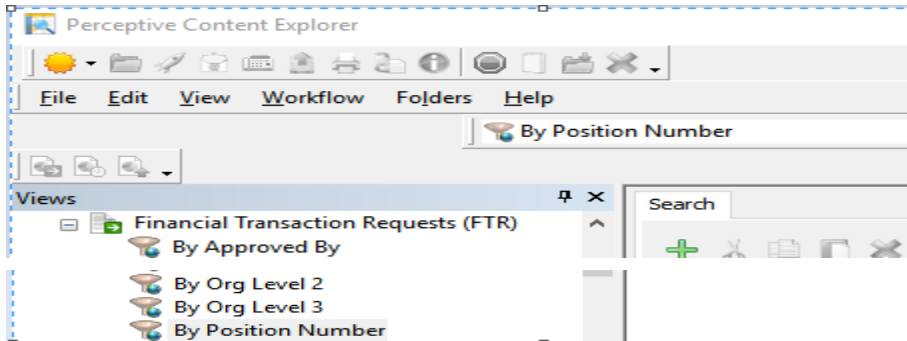 Perceptive Content Explorer
File Edit View Workflow Folders Help
By Position Number
Views
Search
Financial Transaction Requests (FTR)
By Approved By
By Org Level 2
By Org Level 3
By Position Number